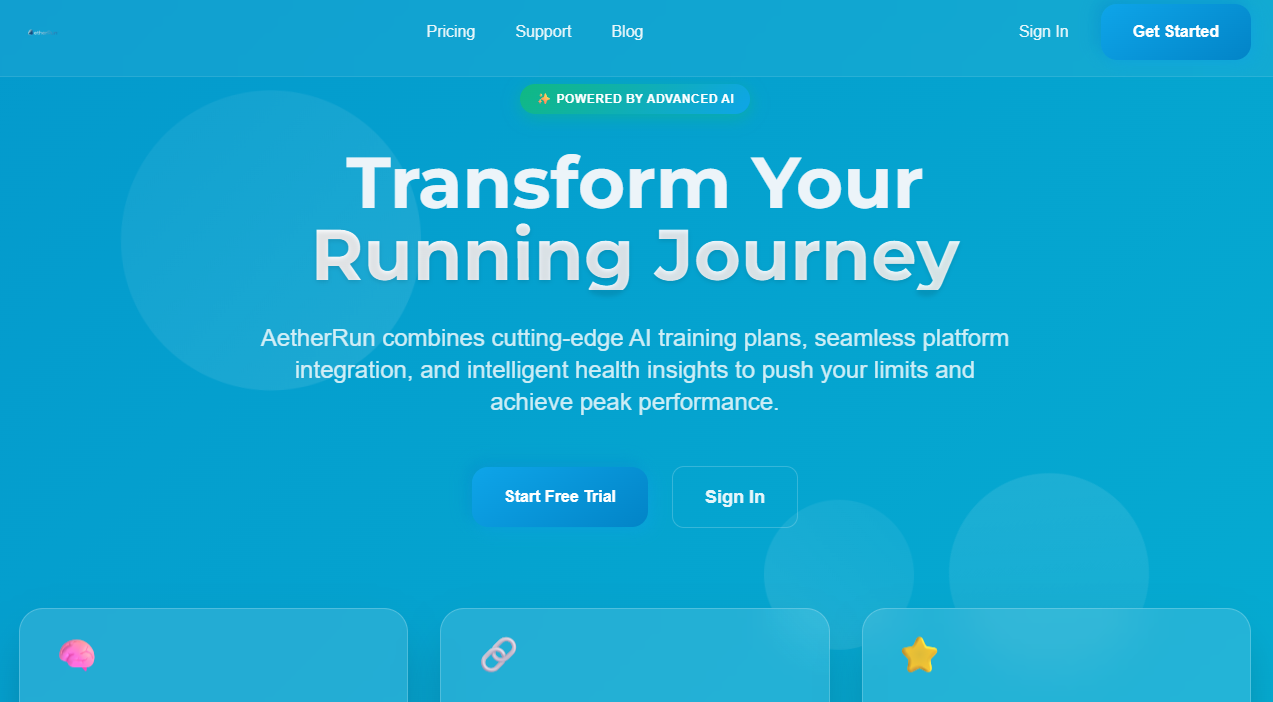 Pricing Support Blog Sign In Get Started
✨ POWERED BY ADVANCED AI
Transform Your
Running Journey
AetherRun combines cutting-edge AI training plans, seamless platform
integration, and intelligent health insights to push your limits and
achieve peak performance.
Start Free Trial Sign In